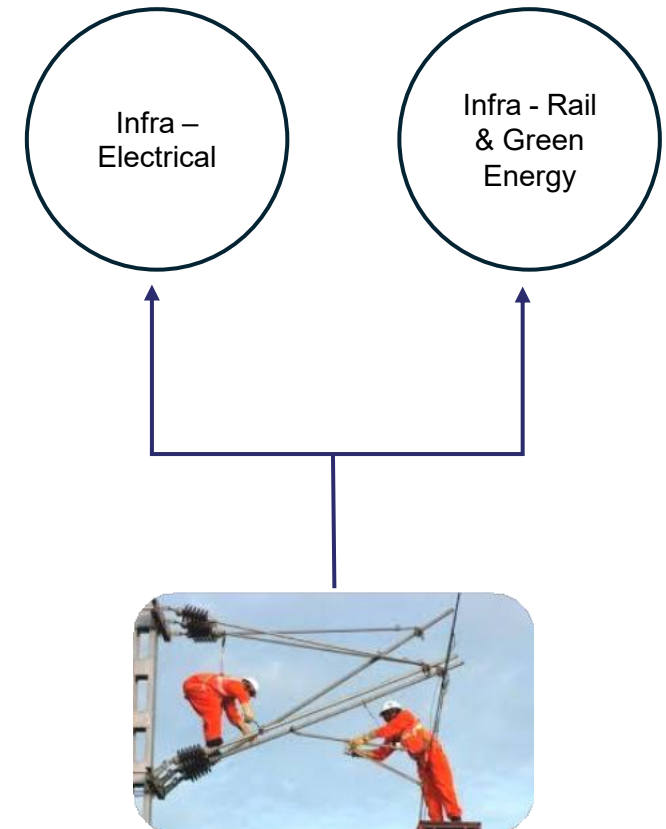 Infra –
Electrical
Infra - Rail
& Green
Energy